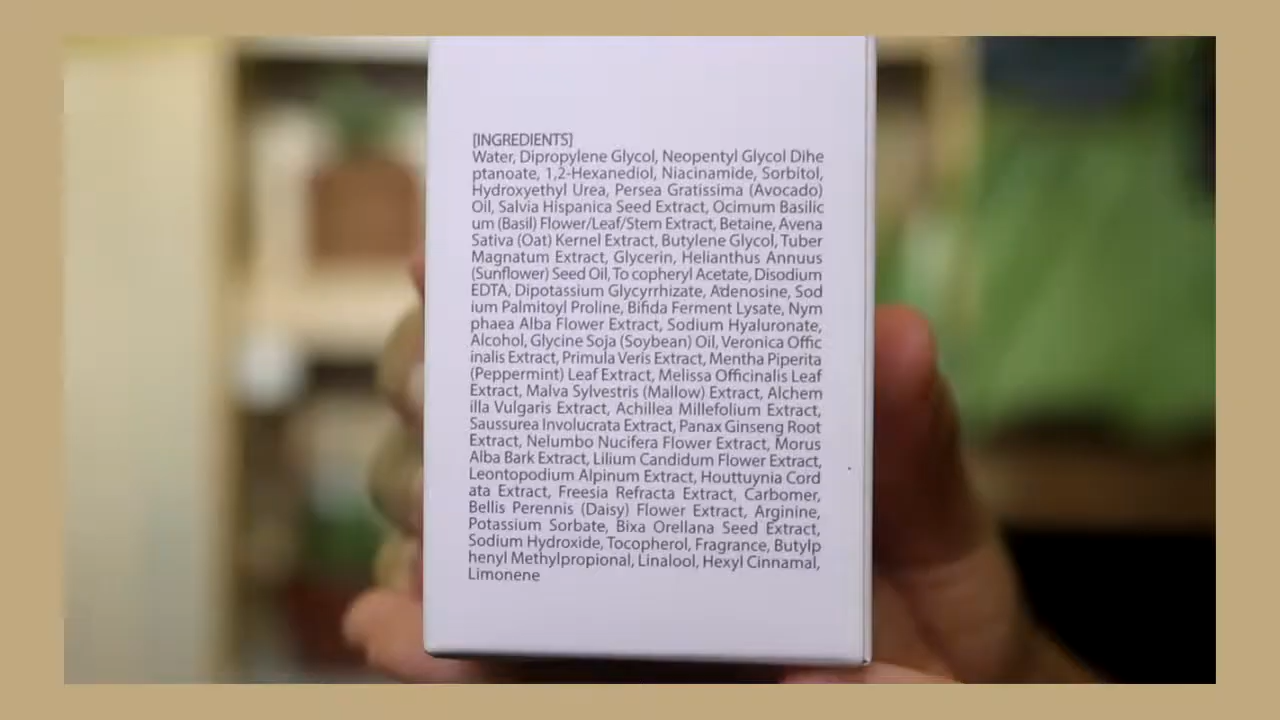 [INGREDIENTS]
Water, Dipropylene Glycol, Neopentyl Glycol Dihe
ptanoate, 1,2-Hexanediol, Niacinamide, Sorbitol,
Hydroxyethyl Urea, Persea Gratissima (Avocado)
Oil, Salvia Hispanica Seed Extract, Ocimum Basilic
um (Basil) Flower/Leaf/Stem Extract, Betaine, Avena
Sativa (Oat) Kernel Extract, Butylene Glycol, Tuber
Magnatum Extract, Glycerin, Helianthus Annuus
(Sunflower) Seed Oil, To copheryl Acetate, Disodium
EDTA, Dipotassium Glycyrrhizate, Adenosine, Sod
ium Palmitoyl Proline, Bifida Ferment Lysate, Nym
phaea Alba Flower Extract, Sodium Hyaluronate,
Alcohol, Glycine Soja (Soybean) Oil, Veronica Offic
inalis Extract, Primula Veris Extract, Mentha Piperita
(Peppermint) Leaf Extract, Melissa Officinalis Leaf
Extract, Malva Sylvestris (Mallow) Extract, Alchem
illa Vulgaris Extract, Achillea Millefolium Extract,
Saussurea Involucrata Extract, Panax Ginseng Root
Extract, Nelumbo Nucifera Flower Extract, Morus
Alba Bark Extract, Lilium Candidum Flower Extract,
Leontopodium Alpinum Extract, Houttuynia Cord
ata Extract, Freesia Refracta Extract, Carbomer,
Bellis Perennis (Daisy) Flower Extract, Arginine,
Potassium Sorbate, Bixa Orellana Seed Extract,
Sodium Hydroxide, Tocopherol, Fragrance, Butylp
henyl Methylpropional, Linalool, Hexyl Cinnamal,
Limonene